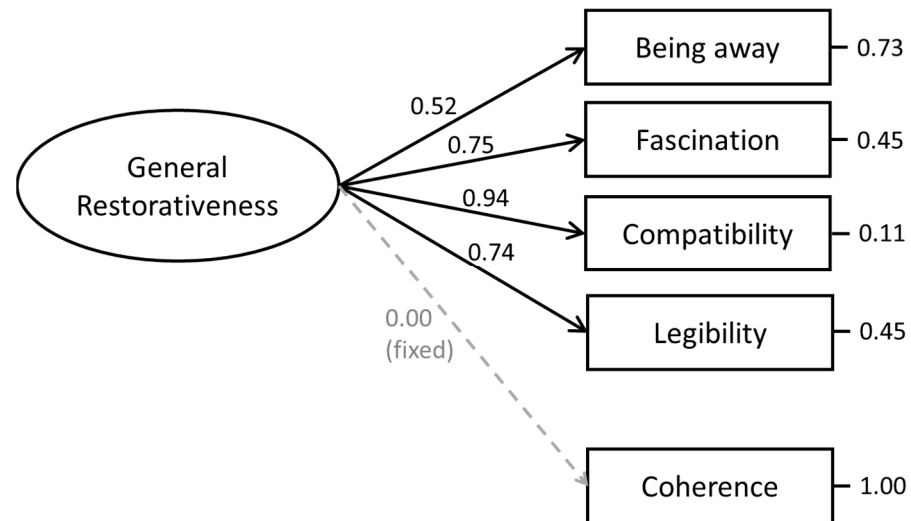 Being away
0.73
0.52
Fascination
0.45
0.75
General
Restorativeness
0.94
Compatibility
0.11
0.74
Legibility
0.45
0.00
(fixed)
Coherence
1.00